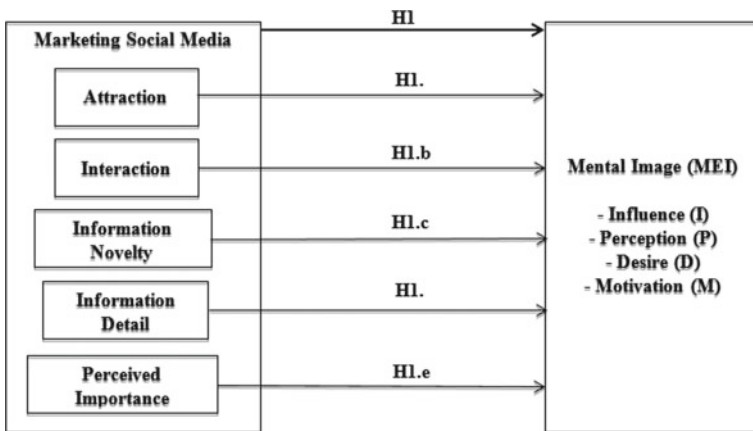 H1
Marketing Social Media
Attraction
H1.
Interaction
H1.b
Information
Novelty
H1.c
Information
Detail
H1.
Perceived
Importance
H1.e
Mental Image (MEI)
- Influence (I)
- Perception (P)
- Desire (D)
- Motivation (M)